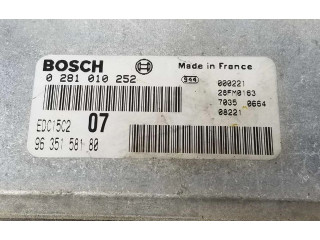 BOSCH
Made in France
0 281 010 252
000221
28FM0163
7035 0664
08221
EDC15C2 07
96 351 581 80